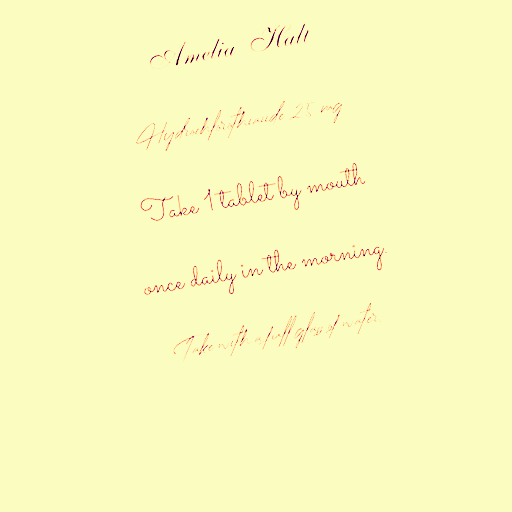 Amelia Hall
Hydrochlorothiazide 25 mg
Take 1 tablet by mouth
once daily in the morning.
Take with a full glass of water